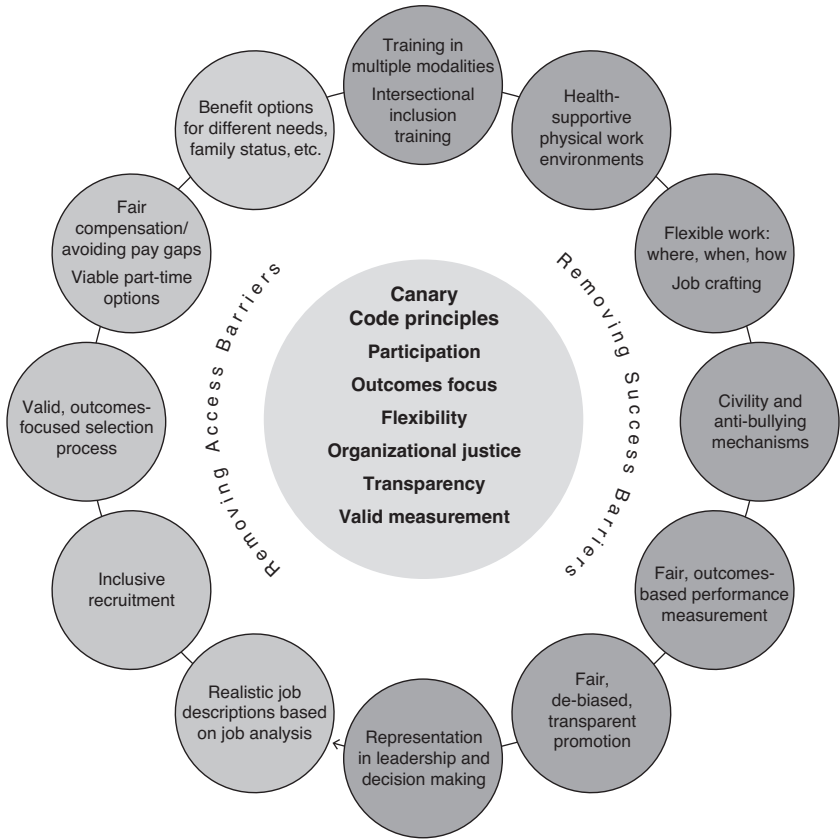 Training in
multiple modalities
Intersectional
inclusion
training
Health-
supportive
physical work
environments
Flexible work:
where, when, how
Job crafting
Civility and
anti-bullying
mechanisms
Fair, outcomes-
based performance
measurement
Fair,
de-biased,
transparent
promotion
Representation
in leadership and
decision making
Realistic job
descriptions based
on job analysis
Inclusive
recruitment
Valid, outcomes-
focused selection
process
Fair
compensation/
avoiding pay gaps
Viable part-time
options
Benefit options
for different needs,
family status, etc.
Removing Access Barriers
Canary
Code principles
Participation
Outcomes focus
Flexibility
Organizational justice
Transparency
Valid measurement
Removing Success Barriers